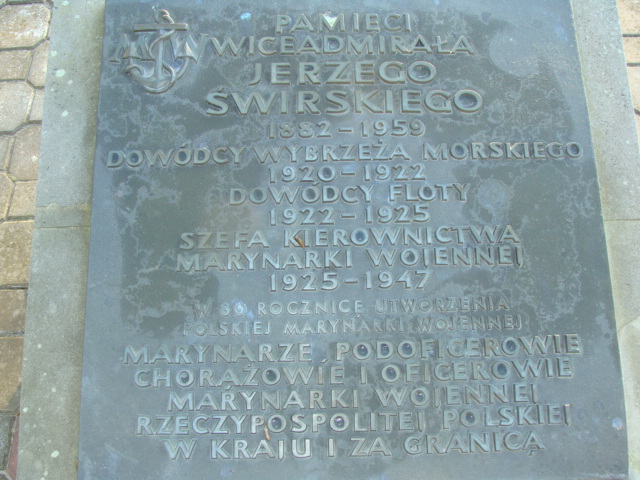 PAMIĘCI
WICEADMIRAŁA
JERZEGO
ŚWIRSKIEGO
1882 - 1959
DOWÓDCY WYBRZEŻA MORSKIEGO
1920 - 1922
DOWÓDCY FLOTY
1922 - 1925
SZEFA KIEROWNICTWA
MARYNARKI WOJENNEJ
1925 - 1947
W 80 ROCZNICĘ UTWORZENIA
POLSKIEJ MARYNARKI WOJENNEJ
MARYNARZE, PODOFICEROWIE
CHORĄŻOWIE I OFICEROWIE
MARYNARKI WOJENNEJ
RZECZYPOSPOLITEJ POLSKIEJ
W KRAJU I ZA GRANICĄ